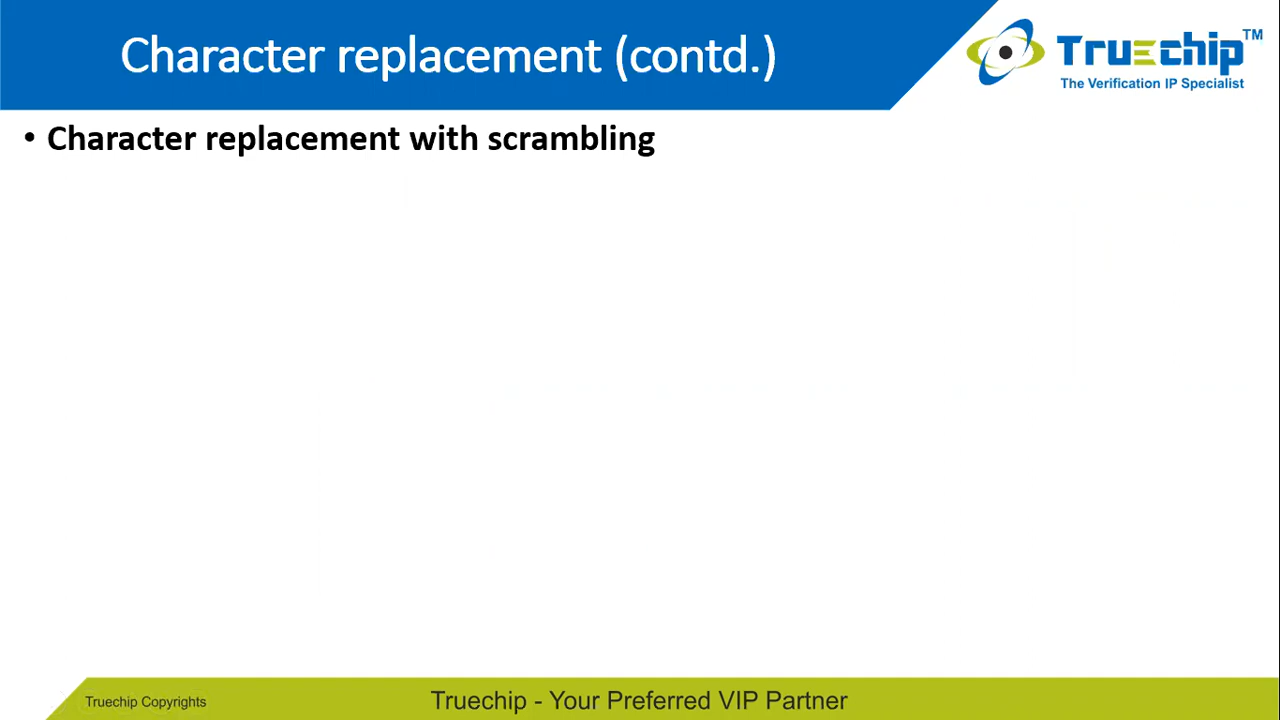 Character replacement (contd.)
Truechip™
The Verification IP Specialist
• Character replacement with scrambling
Truechip Copyrights
Truechip - Your Preferred VIP Partner